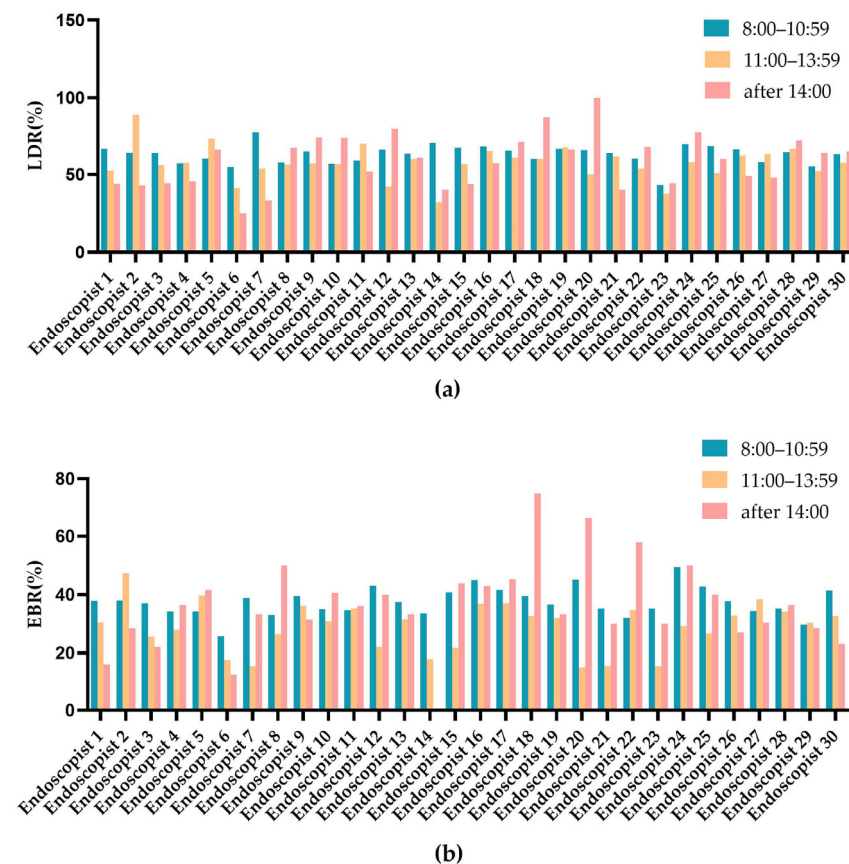 150
100
50
0
LDR(%)
8:00–10:59
11:00–13:59
after 14:00
Endoscopist 1
Endoscopist 2
Endoscopist 3
Endoscopist 4
Endoscopist 5
Endoscopist 6
Endoscopist 7
Endoscopist 8
Endoscopist 9
Endoscopist 10
Endoscopist 11
Endoscopist 12
Endoscopist 13
Endoscopist 14
Endoscopist 15
Endoscopist 16
Endoscopist 17
Endoscopist 18
Endoscopist 19
Endoscopist 20
Endoscopist 21
Endoscopist 22
Endoscopist 23
Endoscopist 24
Endoscopist 25
Endoscopist 26
Endoscopist 27
Endoscopist 28
Endoscopist 29
Endoscopist 30
(a)
80
60
40
20
0
EBR(%)
8:00–10:59
11:00–13:59
after 14:00
Endoscopist 1
Endoscopist 2
Endoscopist 3
Endoscopist 4
Endoscopist 5
Endoscopist 6
Endoscopist 7
Endoscopist 8
Endoscopist 9
Endoscopist 10
Endoscopist 11
Endoscopist 12
Endoscopist 13
Endoscopist 14
Endoscopist 15
Endoscopist 16
Endoscopist 17
Endoscopist 18
Endoscopist 19
Endoscopist 20
Endoscopist 21
Endoscopist 22
Endoscopist 23
Endoscopist 24
Endoscopist 25
Endoscopist 26
Endoscopist 27
Endoscopist 28
Endoscopist 29
Endoscopist 30
(b)